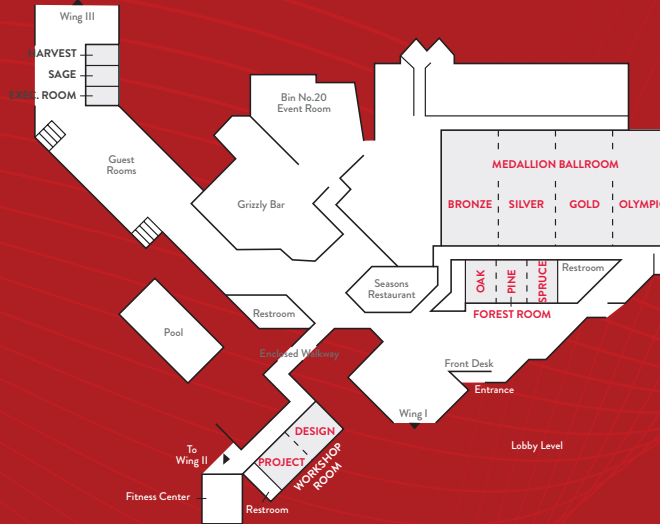 Wing III
HARVEST
SAGE
EXEC. ROOM
Guest
Rooms
Bin No.20
Event Room
Grizzly Bar
MEDALLION BALLROOM
BRONZE
SILVER
GOLD
OLYMPIC
OAK
PINE
SPRUCE
Restroom
FOREST ROOM
Seasons
Restaurant
Restroom
Pool
Enclosed Walkway
Front Desk
Entrance
Wing I
Lobby Level
DESIGN
PROJECT
WORKSHOP
ROOM
To
Wing II
Fitness Center
Restroom